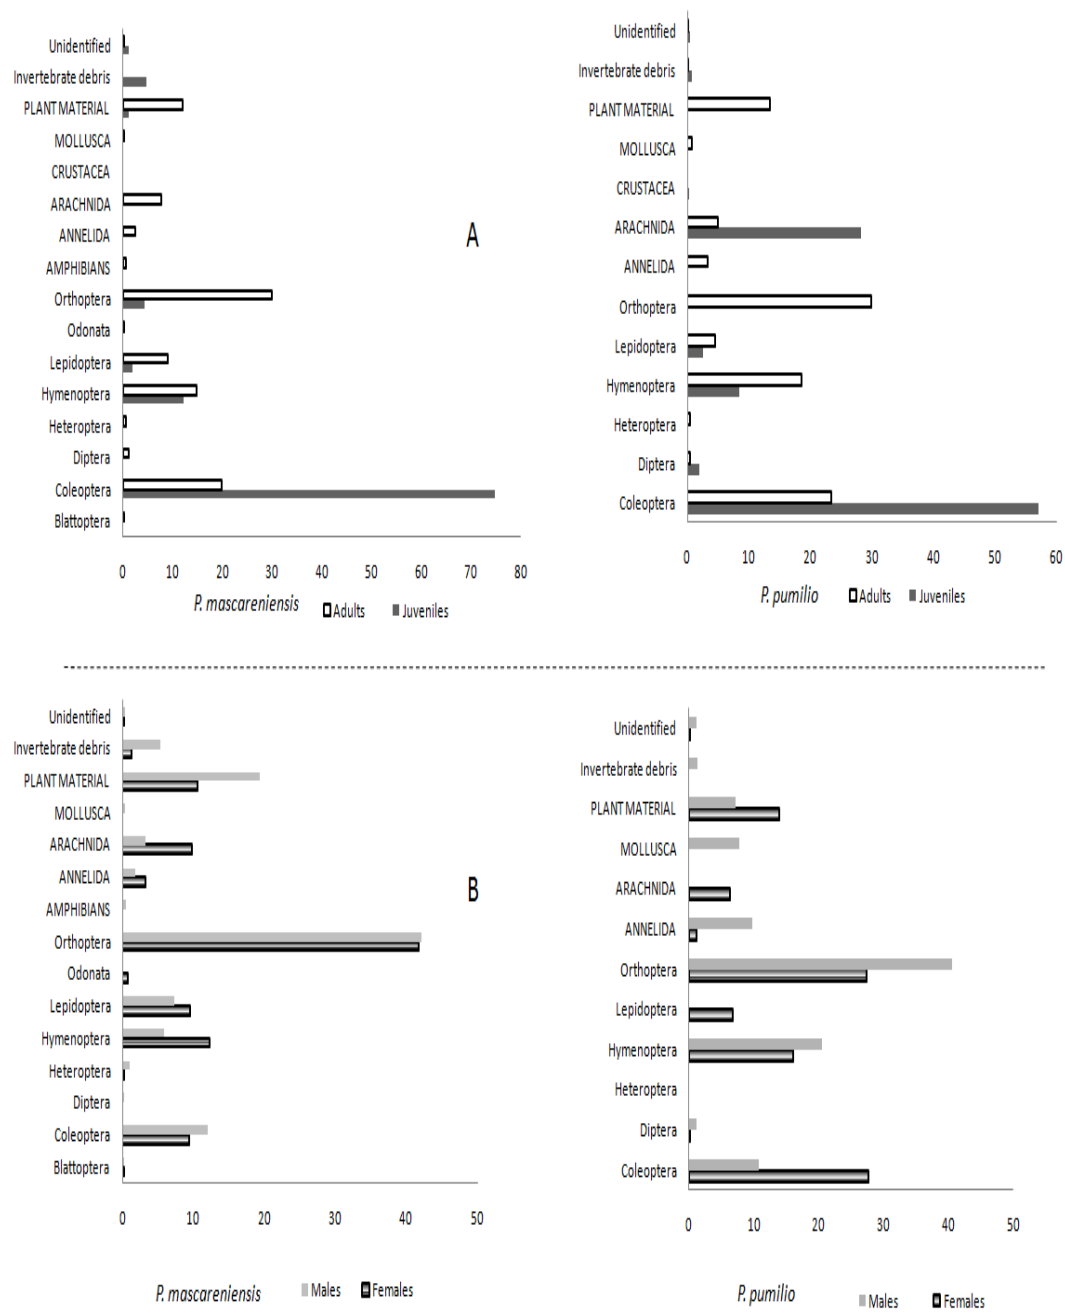 Unidentified
Invertebrate debris
PLANT MATERIAL
MOLLUSCA
CRUSTACEA
ARACHNIDA
ANNELIDA
AMPHIBIANS
Orthoptera
Odonata
Lepidoptera
Hymenoptera
Heteroptera
Diptera
Coleoptera
Blattoptera
0 10 20 30 40 50 60 70 80
P. mascareniensis Adults Juveniles
A
Unidentified
Invertebrate debris
PLANT MATERIAL
MOLLUSCA
CRUSTACEA
ARACHNIDA
ANNELIDA
Orthoptera
Lepidoptera
Hymenoptera
Heteroptera
Diptera
Coleoptera
0 10 20 30 40 50 60
P. pumilio Adults Juveniles
Unidentified
Invertebrate debris
PLANT MATERIAL
MOLLUSCA
ARACHNIDA
ANNELIDA
AMPHIBIANS
Orthoptera
Odonata
Lepidoptera
Hymenoptera
Heteroptera
Diptera
Coleoptera
Blattoptera
0 10 20 30 40 50
P. mascareniensis Males Females
B
Unidentified
Invertebrate debris
PLANT MATERIAL
MOLLUSCA
ARACHNIDA
ANNELIDA
Orthoptera
Lepidoptera
Hymenoptera
Heteroptera
Diptera
Coleoptera
0 10 20 30 40 50
P. pumilio Males Females